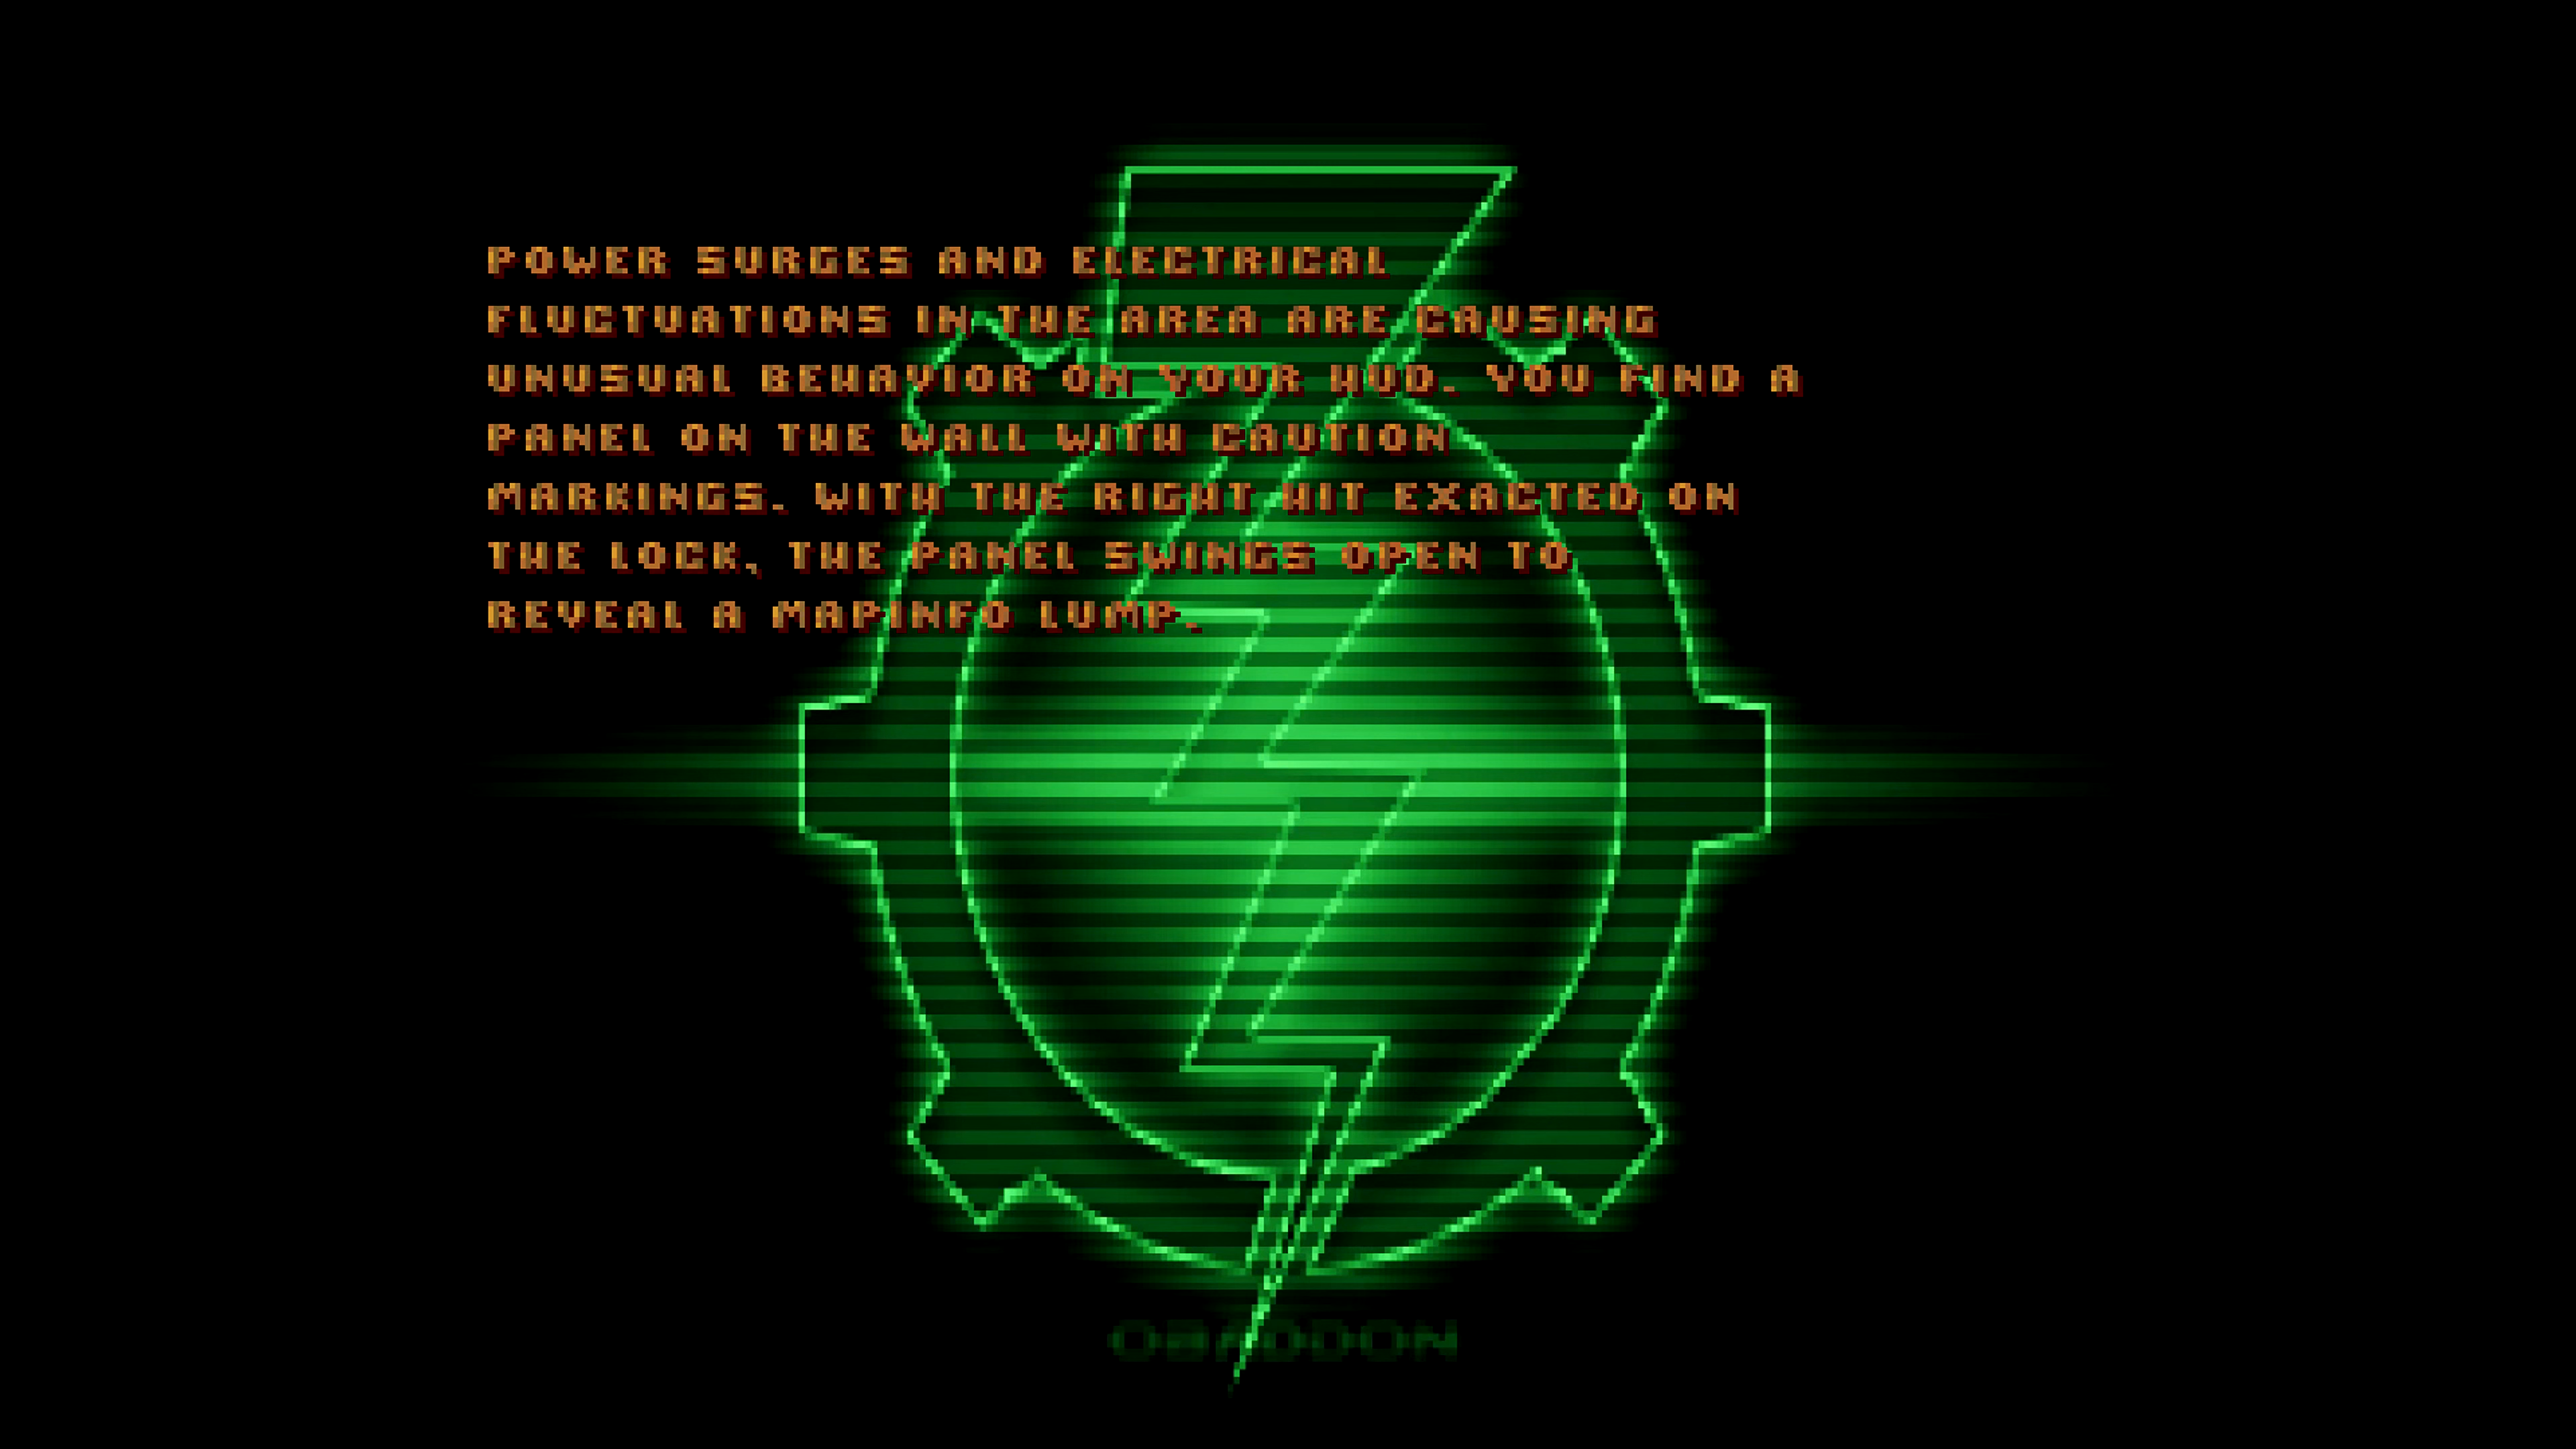 POWER SURGES AND ELECTRICAL
FLUCTUATIONS IN THE AREA ARE CAUSING
UNUSUAL BEHAVIOR ON YOUR HUD. YOU FIND A
PANEL ON THE WALL WITH CAUTION
MARKINGS. WITH THE RIGHT HIT EXACTED ON
THE LOCK, THE PANEL SWINGS OPEN TO
REVEAL A MAPINFO LUMP.
OBADDON